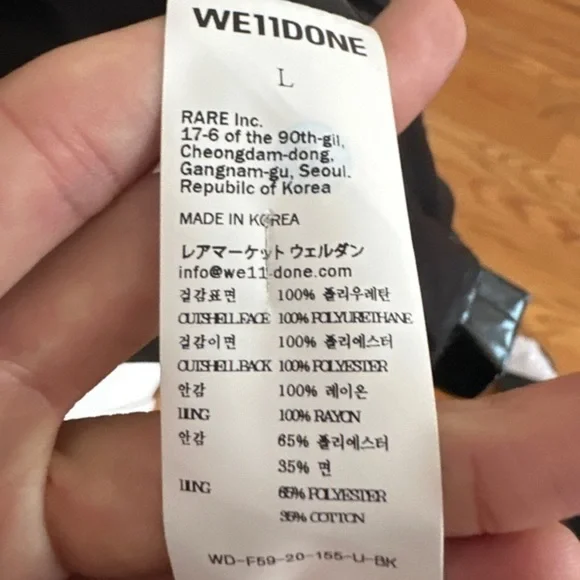 WE11DONE
L
RARE Inc.
17-6 of the 90th-gil,
Cheongdam-dong,
Gangnam-gu, Seoul.
Repubilc of Korea
MADE IN KOREA
レアマーケット ウェルダン
info@we11-done.com
겉감표면 100% 폴리우레탄
OUTSHELL FACE 100% POLYURETHANE
겉감이면 100% 폴리에스터
OUTSHELL BACK 100% POLYESTER
안감 100% 레이온
LINING 100% RAYON
안감 65% 폴리에스터
35% 면
LINING 65% POLYESTER
35% COTTON
WD-F59-20-155-U-BK